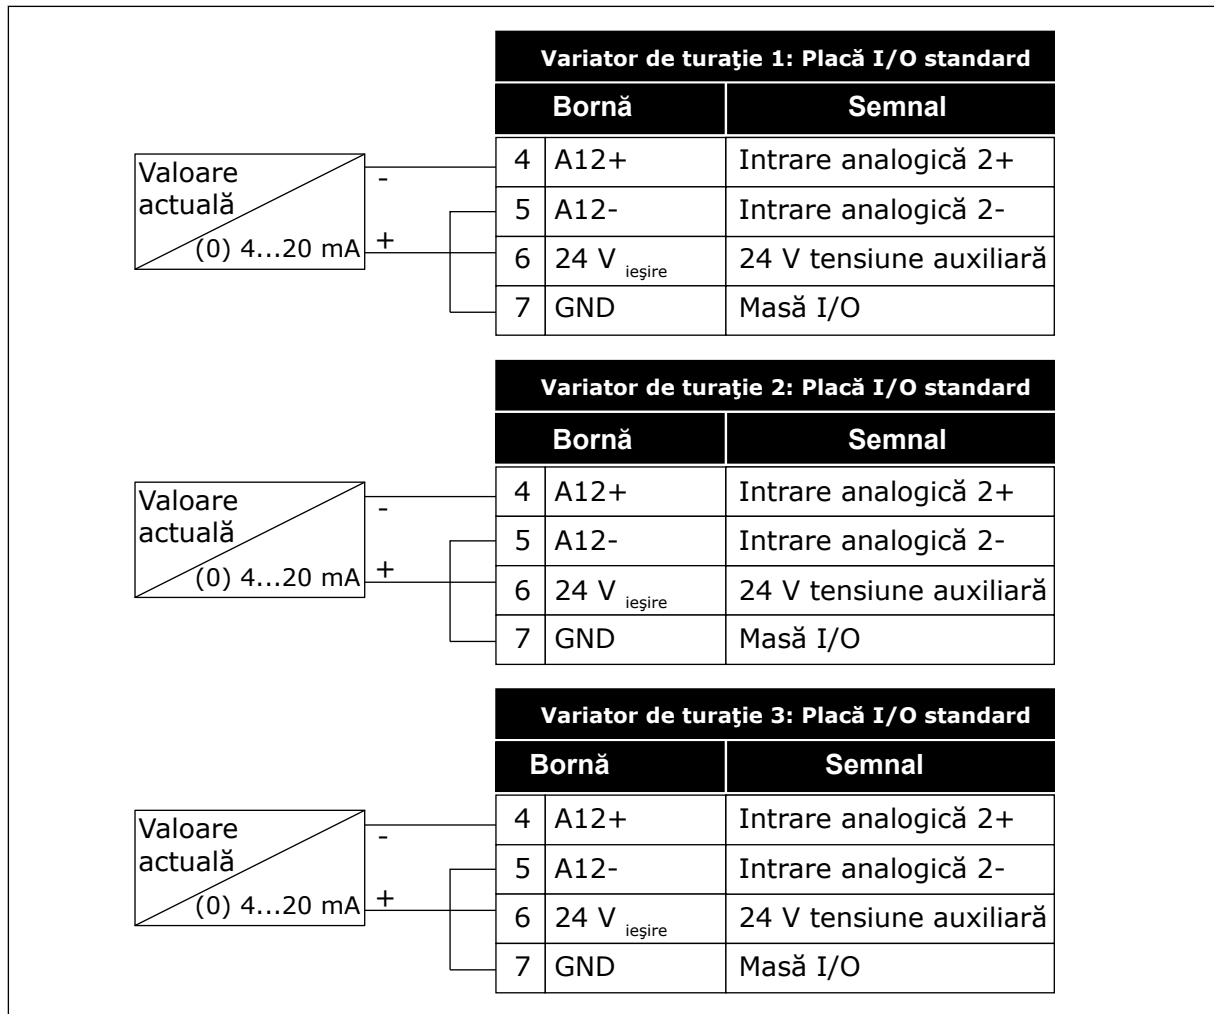 Variator de turaţie 1: Placă I/O standard
Bornă Semnal
Valoare
actuală
(0) 4...20 mA
-
+
4 A12+ Intrare analogică 2+
5 A12- Intrare analogică 2-
6 24 V ieşire 24 V tensiune auxiliară
7 GND Masă I/O
Variator de turaţie 2: Placă I/O standard
Bornă Semnal
Valoare
actuală
(0) 4...20 mA
-
+
4 A12+ Intrare analogică 2+
5 A12- Intrare analogică 2-
6 24 V ieşire 24 V tensiune auxiliară
7 GND Masă I/O
Variator de turaţie 3: Placă I/O standard
Bornă Semnal
Valoare
actuală
(0) 4...20 mA
-
+
4 A12+ Intrare analogică 2+
5 A12- Intrare analogică 2-
6 24 V ieşire 24 V tensiune auxiliară
7 GND Masă I/O